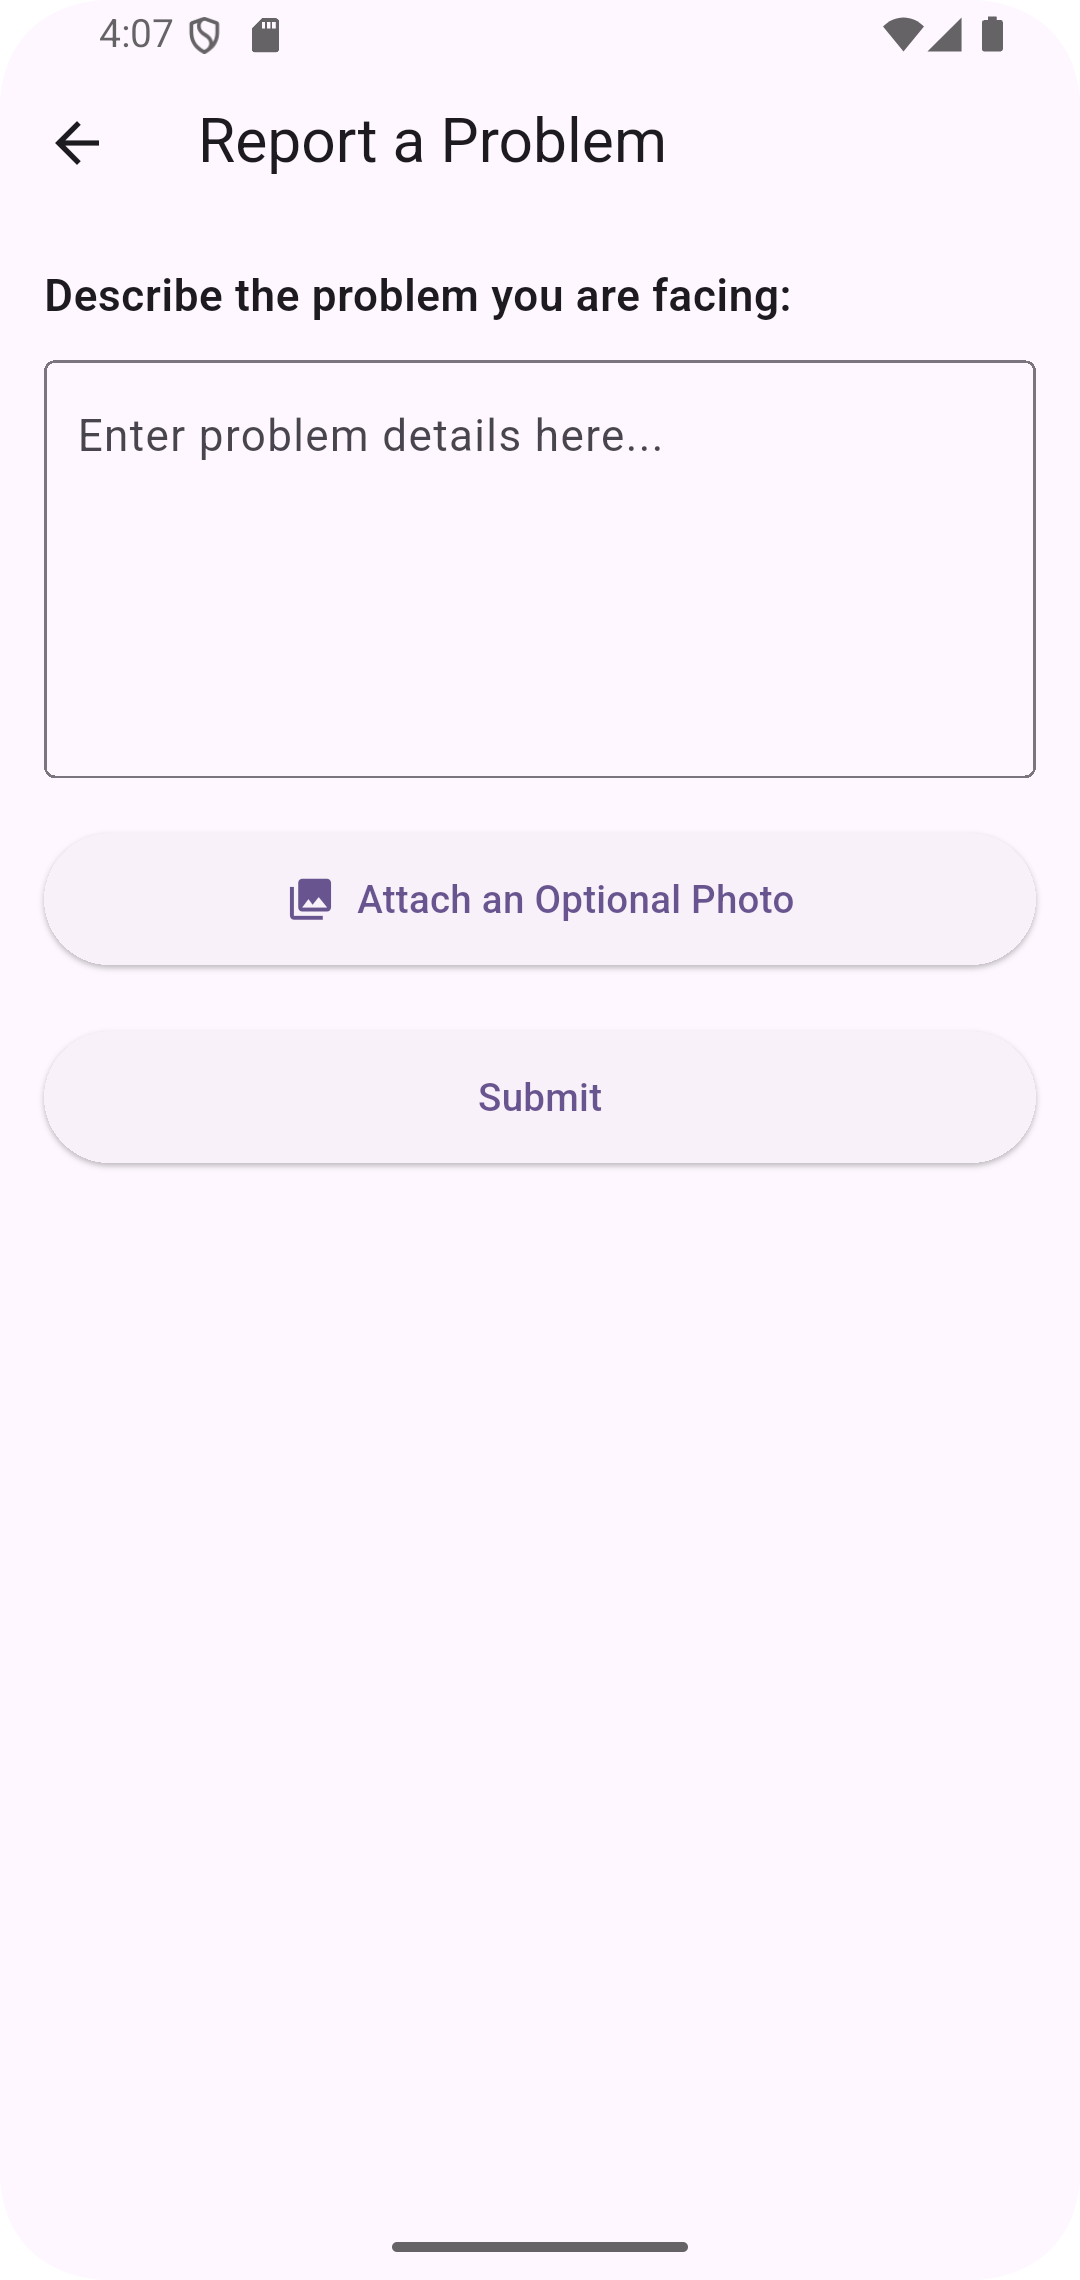 4:07
Report a Problem
Describe the problem you are facing:
Enter problem details here...
Attach an Optional Photo
Submit